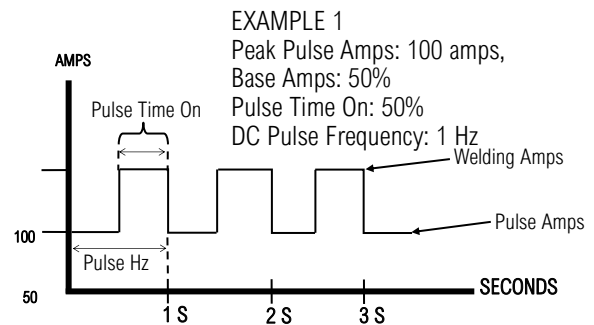 EXAMPLE 1
Peak Pulse Amps: 100 amps,
Base Amps: 50%
Pulse Time On: 50%
DC Pulse Frequency: 1 Hz
AMPS
Pulse Time On
Welding Amps
Pulse Amps
100
Pulse Hz
50
SECONDS
1 S
2 S
3 S